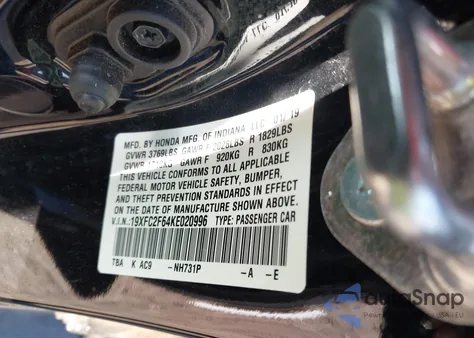 MFD. BY HONDA MFG. OF INDIANA LLC 01/19
GVWR 3769LBS GAWR F 2028LBS R 1829LBS
GVWR 1710KG GAWR F 920KG R 830KG
THIS VEHICLE CONFORMS TO ALL APPLICABLE
FEDERAL MOTOR VEHICLE SAFETY, BUMPER,
AND THEFT PREVENTION STANDARDS IN EFFECT
ON THE DATE OF MANUFACTURE SHOWN ABOVE.
V.I.N.: 19XFC2F64KE020996 TYPE: PASSENGER CAR
TBA K AC9 -NH731P -A -E